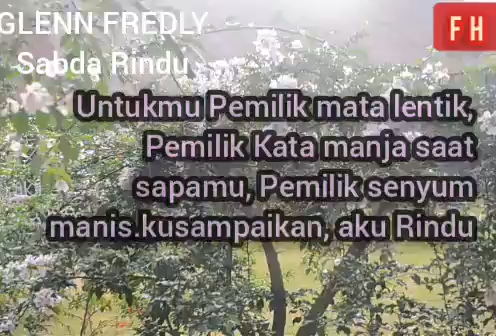 GLENN FREDLY
Sabda Rindu
F H
Untukmu Pemilik mata lentik,
Pemilik Kata manja saat
sapamu, Pemilik senyum
manis.kusampaikan, aku Rindu